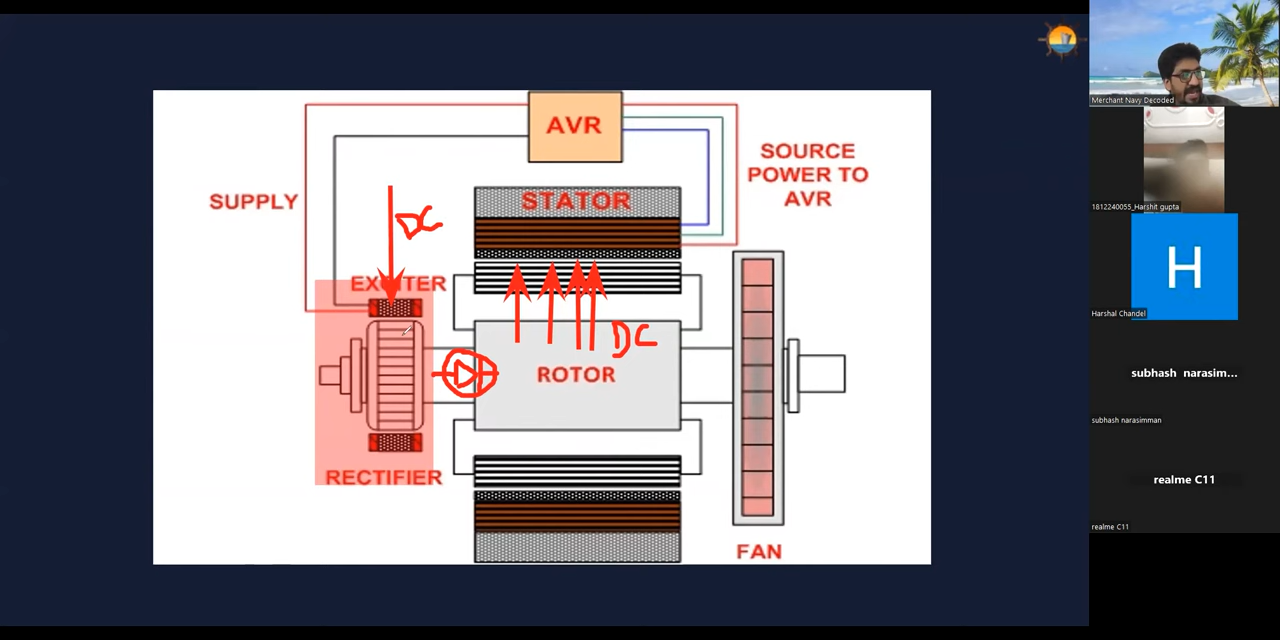 AVR
SOURCE
POWER TO
AVR
SUPPLY
STATOR
DC
EXCITER
DC
ROTOR
RECTIFIER
FAN
Merchant Navy Decoded
1812240055_Harshit gupta
H
Harshal Chandel
subhash narasim...
subhash narasimman
realme C11
realme C11